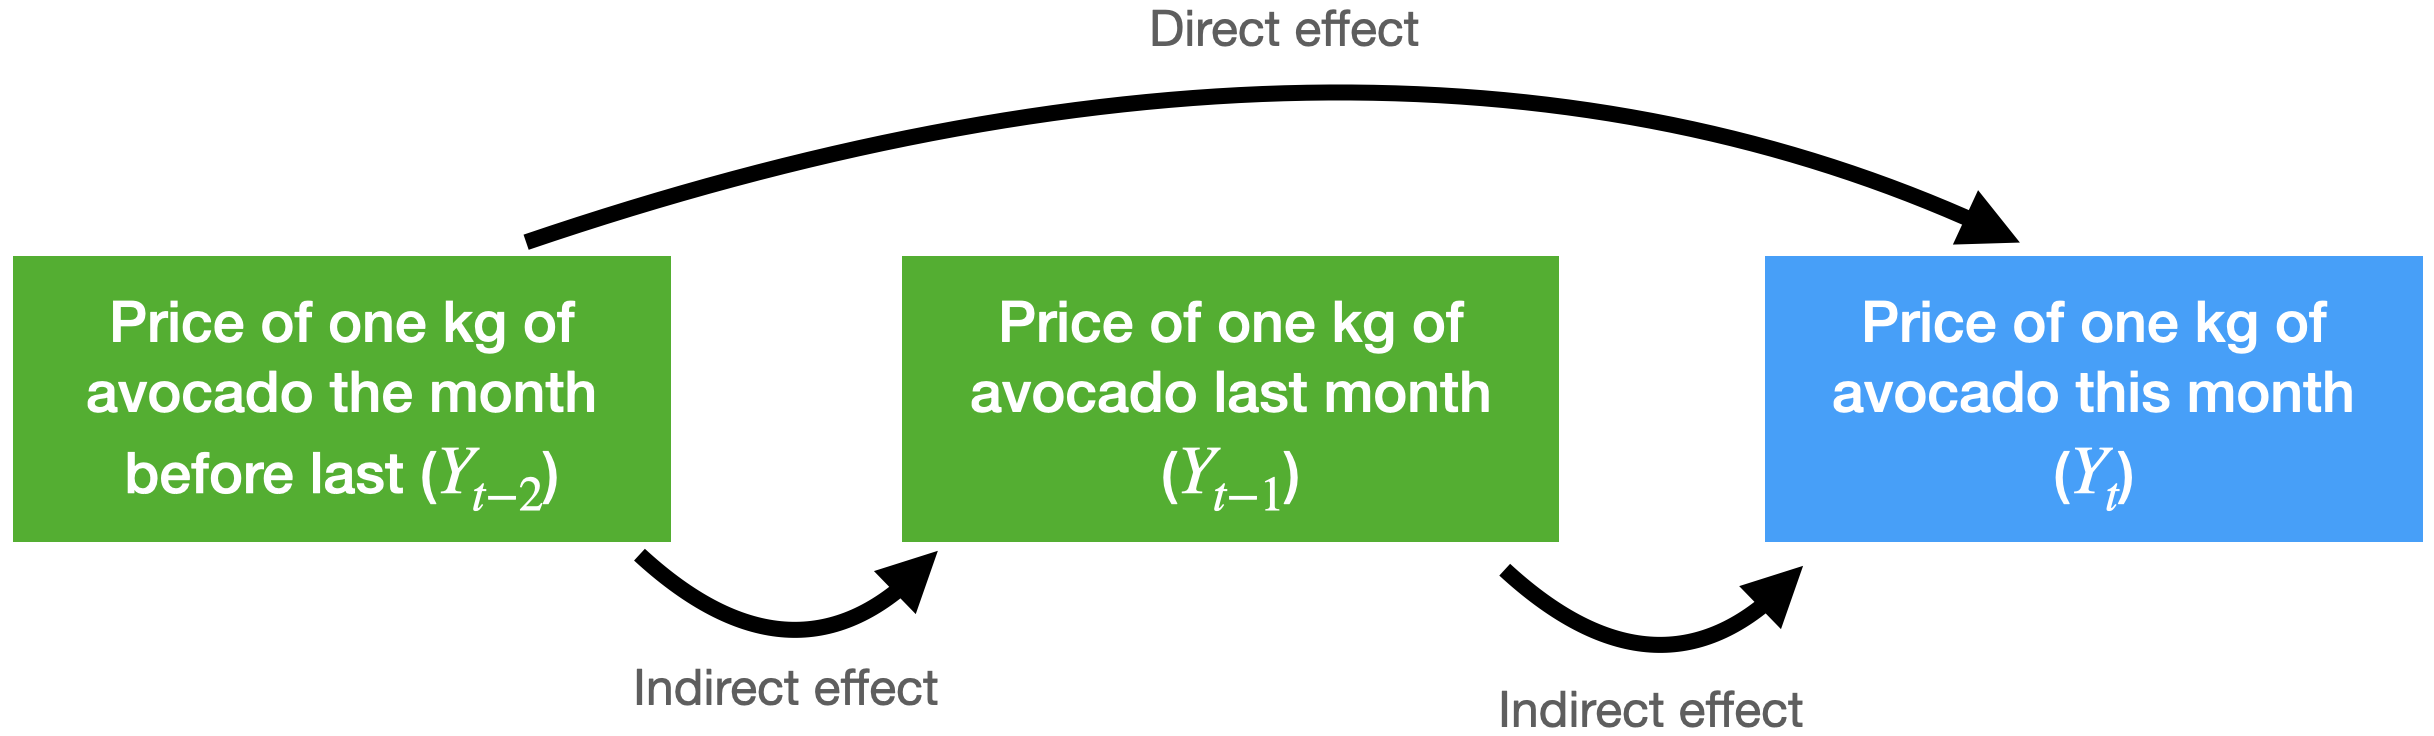 Direct effect
Price of one kg of
avocado the month
before last (Y_{t-2})
Price of one kg of
avocado last month
(Y_{t-1})
Price of one kg of
avocado this month
(Y_t)
Indirect effect
Indirect effect